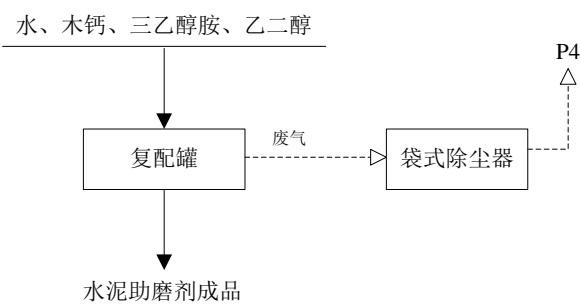 水、木钙、三乙醇胺、乙二醇
P4
复配罐
废气
袋式除尘器
水泥助磨剂成品